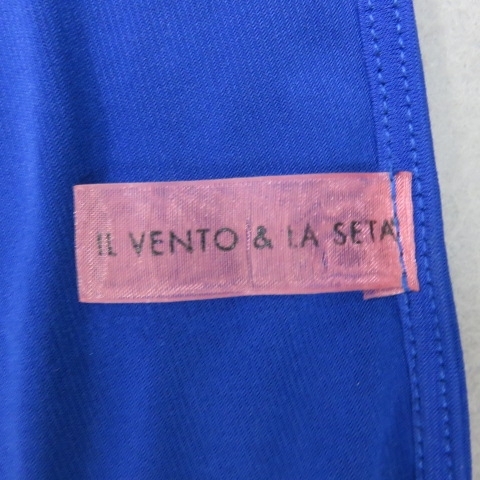 IL VENTO & LA SETA